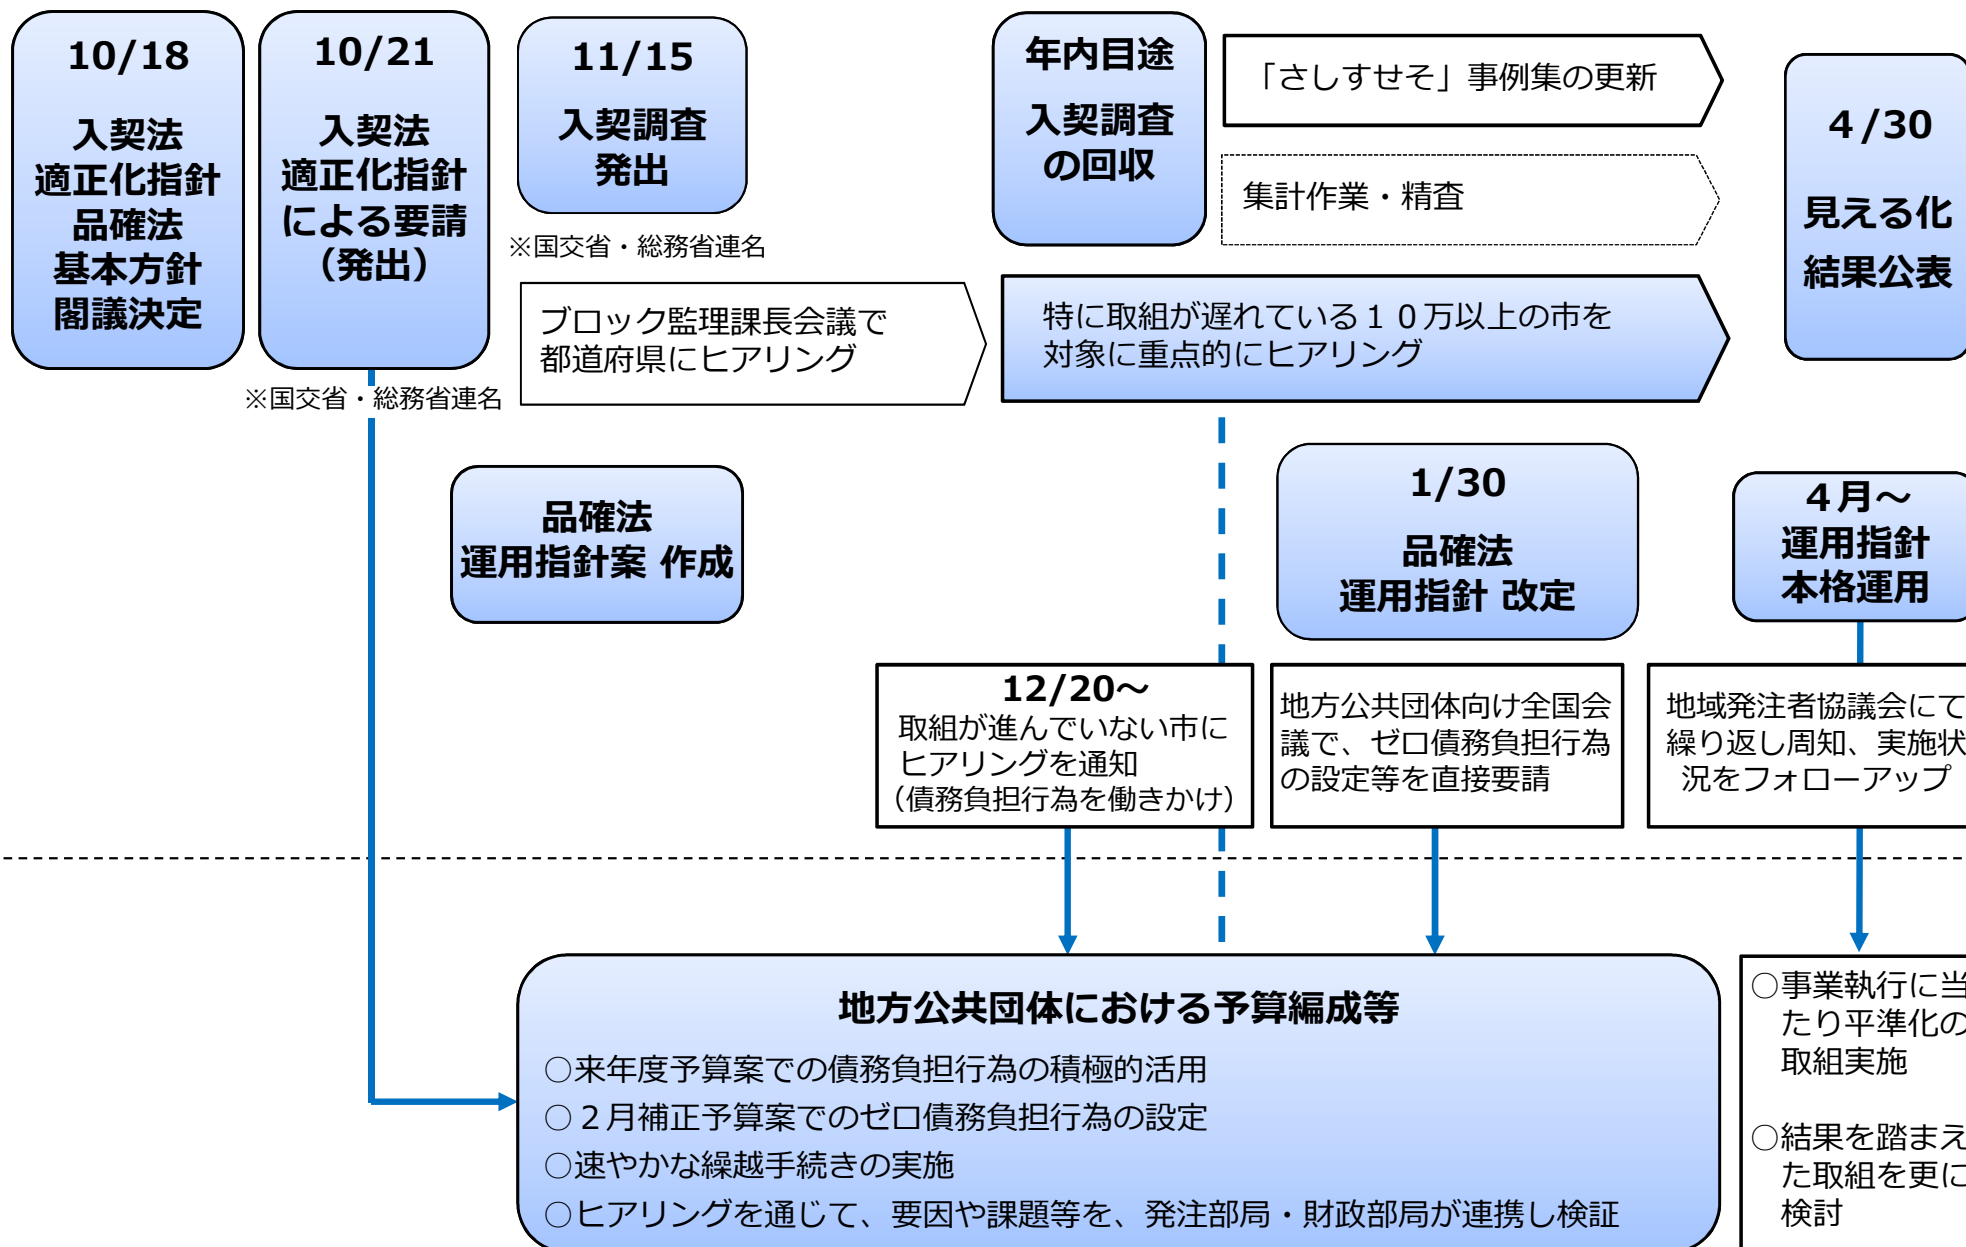 10/18
入契法
適正化指針
品確法
基本方針
閣議決定
10/21
入契法
適正化指針
による要請
（発出）
※国交省・総務省連名
11/15
入契調査
発出
※国交省・総務省連名
年内目途
入契調査
の回収
「さしすせそ」事例集の更新
集計作業・精査
4/30
見える化
結果公表
ブロック監理課長会議で
都道府県にヒアリング
特に取組が遅れている１０万以上の市を
対象に重点的にヒアリング
品確法
運用指針案 作成
1/30
品確法
運用指針 改定
４月～
運用指針
本格運用
12/20～
取組が進んでいない市に
ヒアリングを通知
（債務負担行為を働きかけ）
地方公共団体向け全国会
議で、ゼロ債務負担行為
の設定等を直接要請
地域発注者協議会にて
繰り返し周知、実施状
況をフォローアップ
地方公共団体における予算編成等
○来年度予算案での債務負担行為の積極的活用
○２月補正予算案でのゼロ債務負担行為の設定
○速やかな繰越手続きの実施
○ヒアリングを通じて、要因や課題等を、発注部局・財政部局が連携し検証
○事業執行に当
たり平準化の
取組実施
○結果を踏まえ
た取組を更に
検討